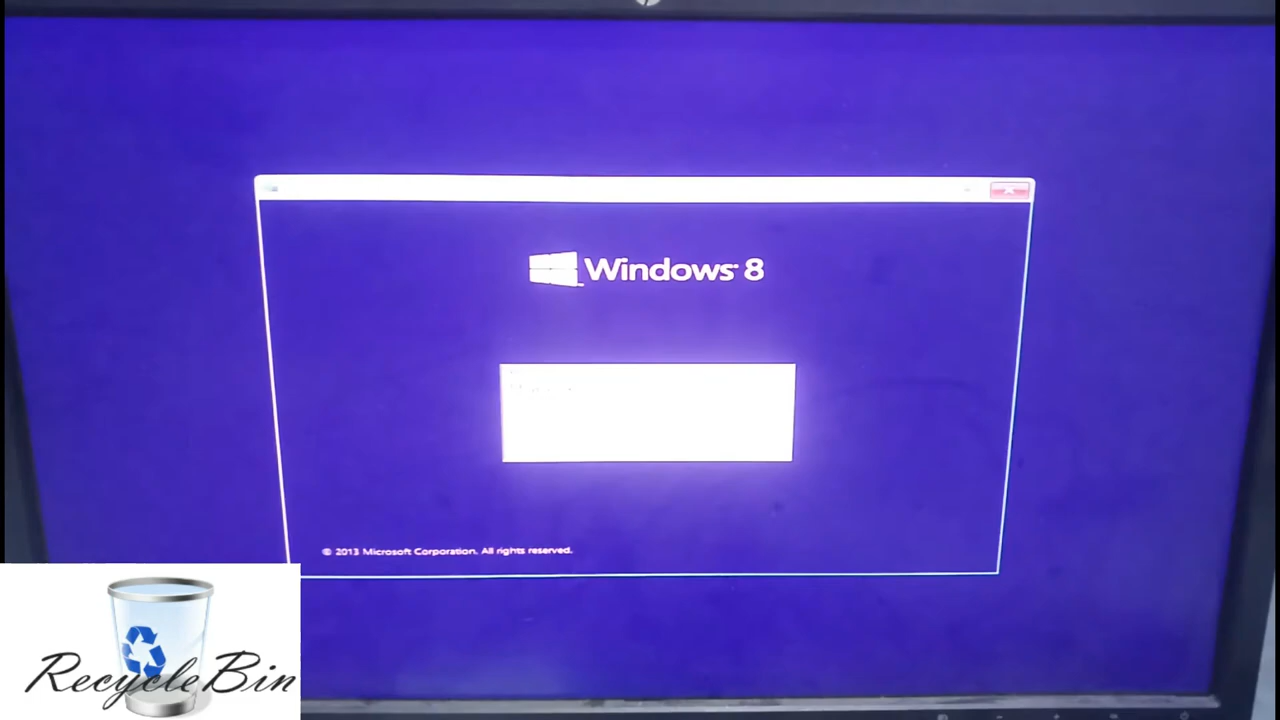 Windows 8
© 2013 Microsoft Corporation. All rights reserved.
RecycleBin